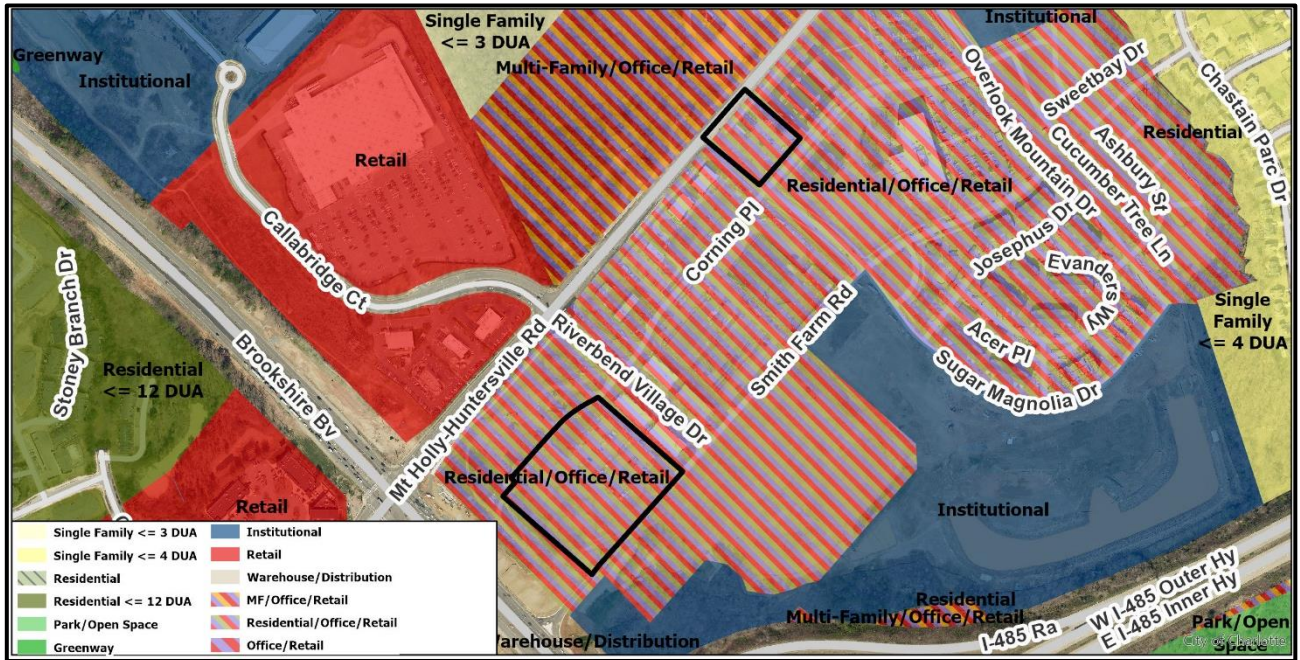 Single Family
<= 3 DUA
Institutional
Greenway
Institutional
Multi-Family/Office/Retail
Overlook Mountain Dr
Sweetbay Dr
Chastain Parc Dr
Residential
Retail
Ashbury St
Cucumber Tree Ln
Residential/Office/Retail
Callabridge Ct
Corning Pl
Josephus Dr
Evanders Wy
Stoney Branch Dr
Single
Family
<= 4 DUA
Residential
<= 12 DUA
Brookshire Bv
Mt Holly-Huntersville Rd
Riverbend Village Dr
Smith Farm Rd
Acer Pl
Sugar Magnolia Dr
Residential/Office/Retail
Retail
Institutional
Single Family <= 3 DUA
Single Family <= 4 DUA
Residential
Residential <= 12 DUA
Park/Open Space
Greenway
Institutional
Retail
Warehouse/Distribution
MF/Office/Retail
Residential/Office/Retail
Office/Retail
arehouse/Distribution
Residential
Multi-Family/Office/Retail
I-485 Ra
W I-485 Outer Hy
E I-485 Inner Hy
Park/Open
Space
City of Charlotte